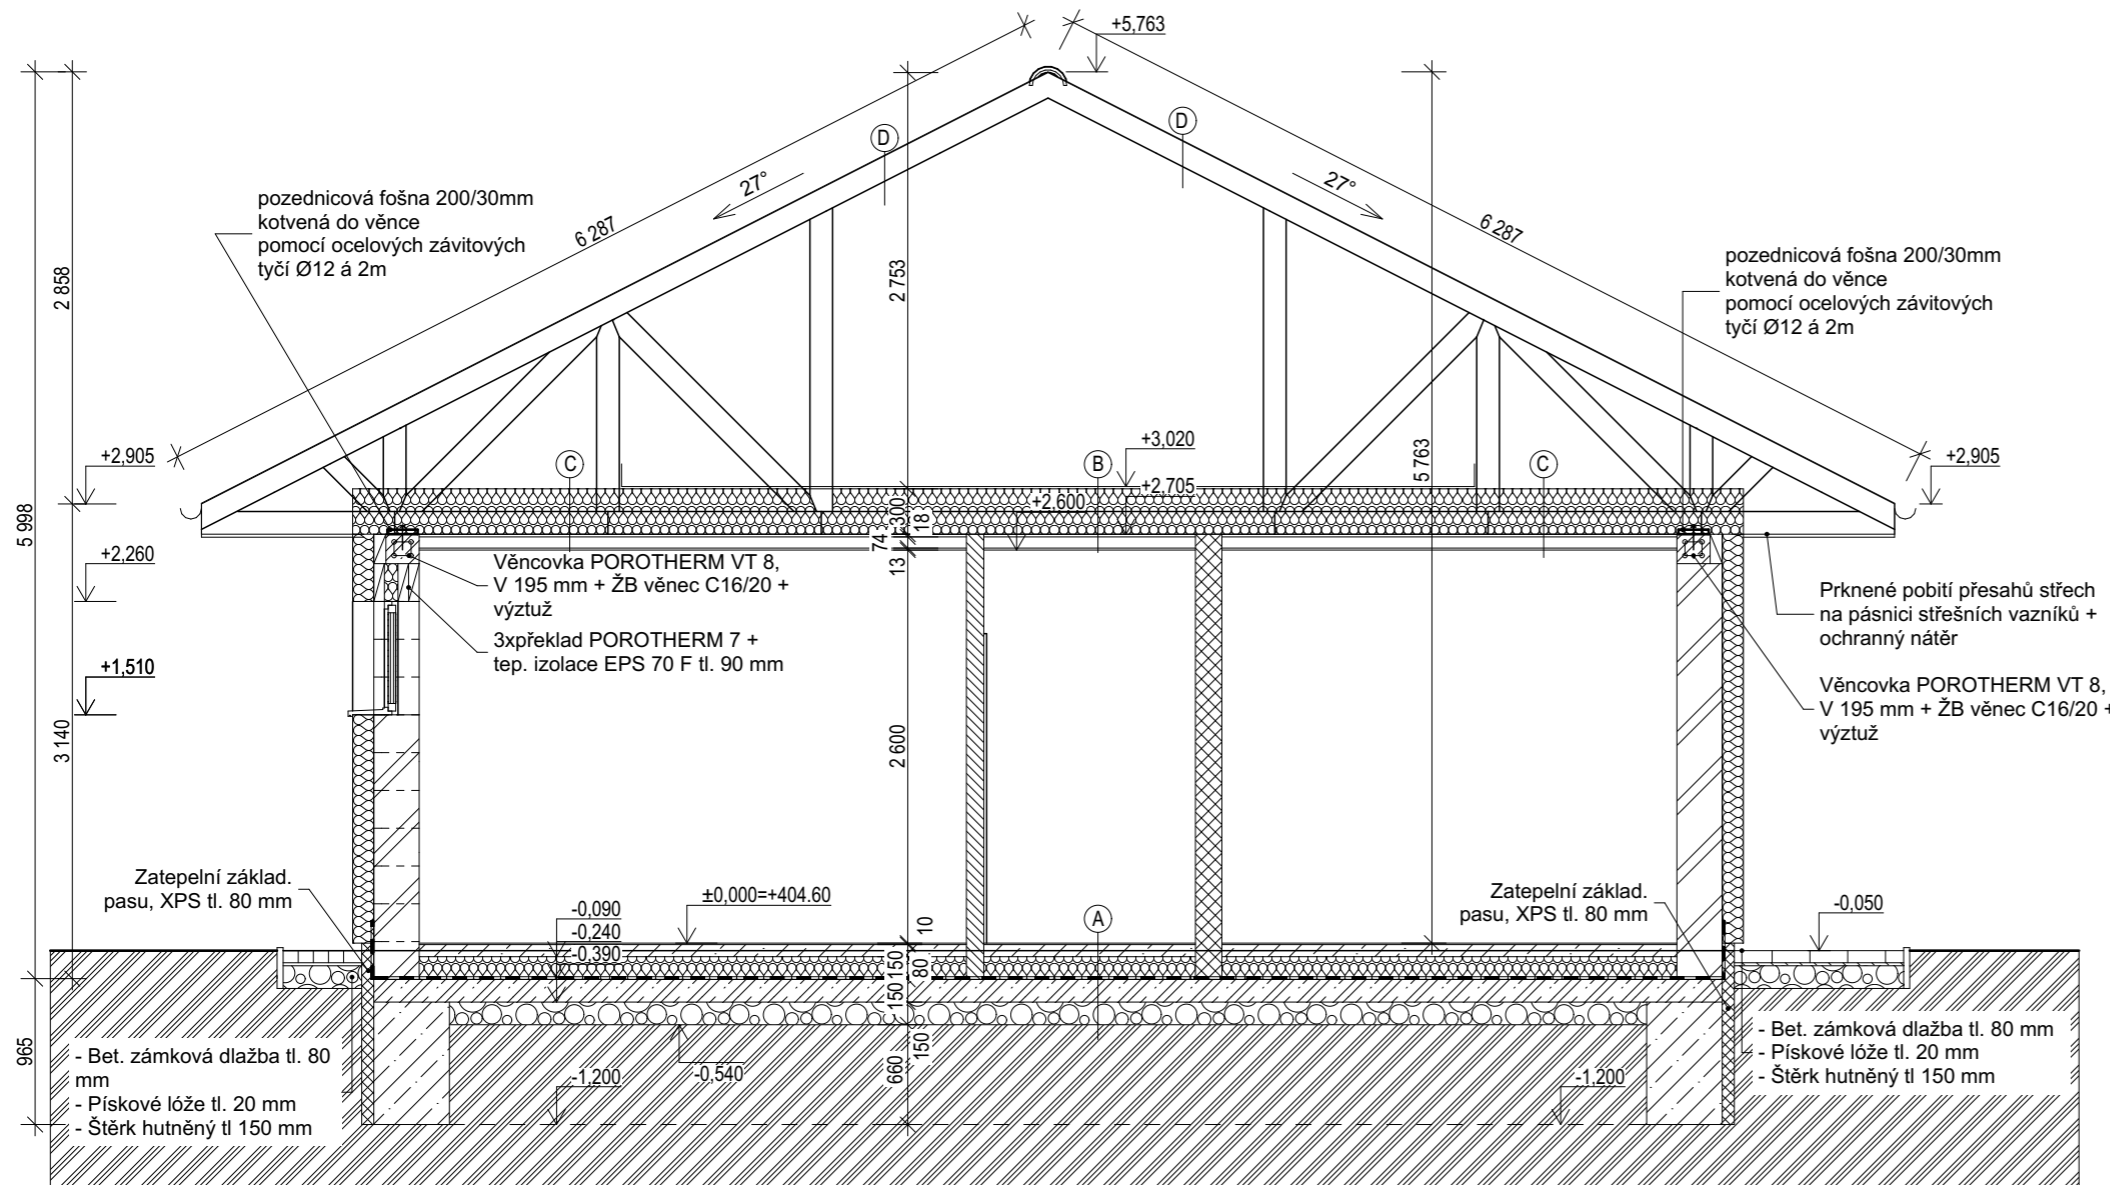 +5,763
D
D
27°
27°
6 287
6 287
pozednicová fošna 200/30mm
kotvená do věnce
pomocí ocelových závitových
tyčí Ø12 á 2m
pozednicová fošna 200/30mm
kotvená do věnce
pomocí ocelových závitových
tyčí Ø12 á 2m
2 858
2 753
5 763
5 998
3 140
965
+2,905
+2,260
+1,510
C
B
C
+3,020
+2,705
+2,600
+2,905
300
18
74
13
2 600
Věncovka POROTHERM VT 8,
V 195 mm + ŽB věnec C16/20 +
výztuž
3xpřeklad POROTHERM 7 +
tep. izolace EPS 70 F tl. 90 mm
Prknené pobití přesahů střech
na pásnici střešních vazníků +
ochranný nátěr
Věncovka POROTHERM VT 8,
V 195 mm + ŽB věnec C16/20 +
výztuž
Zatepelní základ.
pasu, XPS tl. 80 mm
-0,090
-0,240
-0,390
±0,000=+404.60
10
A
Zatepelní základ.
pasu, XPS tl. 80 mm
-0,050
150
80
150
150
660
-0,540
-1,200
-1,200
- Bet. zámková dlažba tl. 80
mm
- Pískové lóže tl. 20 mm
- Štěrk hutněný tl 150 mm
- Bet. zámková dlažba tl. 80 mm
- Pískové lóže tl. 20 mm
- Štěrk hutněný tl 150 mm